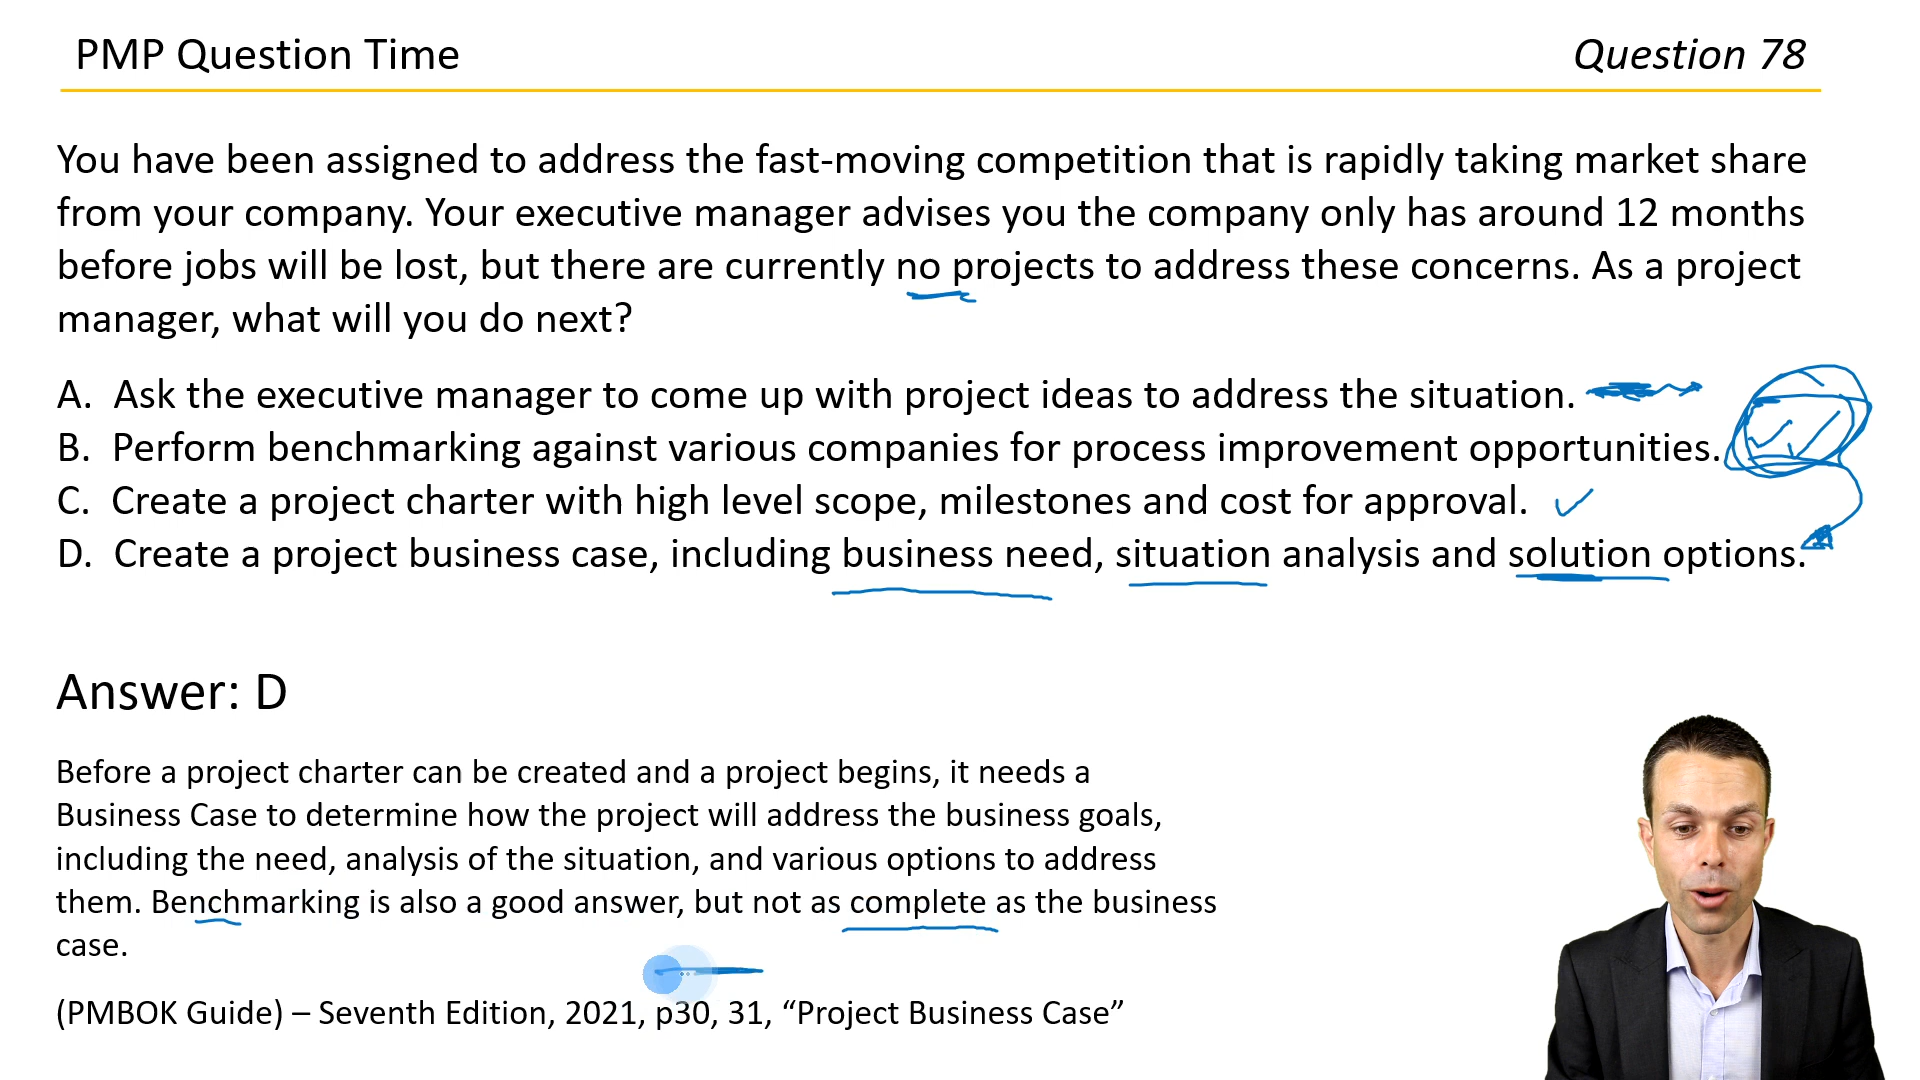 PMP Question Time
Question 78
You have been assigned to address the fast-moving competition that is rapidly taking market share
from your company. Your executive manager advises you the company only has around 12 months
before jobs will be lost, but there are currently no projects to address these concerns. As a project
manager, what will you do next?
A. Ask the executive manager to come up with project ideas to address the situation.
B. Perform benchmarking against various companies for process improvement opportunities.
C. Create a project charter with high level scope, milestones and cost for approval.
D. Create a project business case, including business need, situation analysis and solution options.
Answer: D
Before a project charter can be created and a project begins, it needs a
Business Case to determine how the project will address the business goals,
including the need, analysis of the situation, and various options to address
them. Benchmarking is also a good answer, but not as complete as the business
case.
(PMBOK Guide) – Seventh Edition, 2021, p30, 31, “Project Business Case”